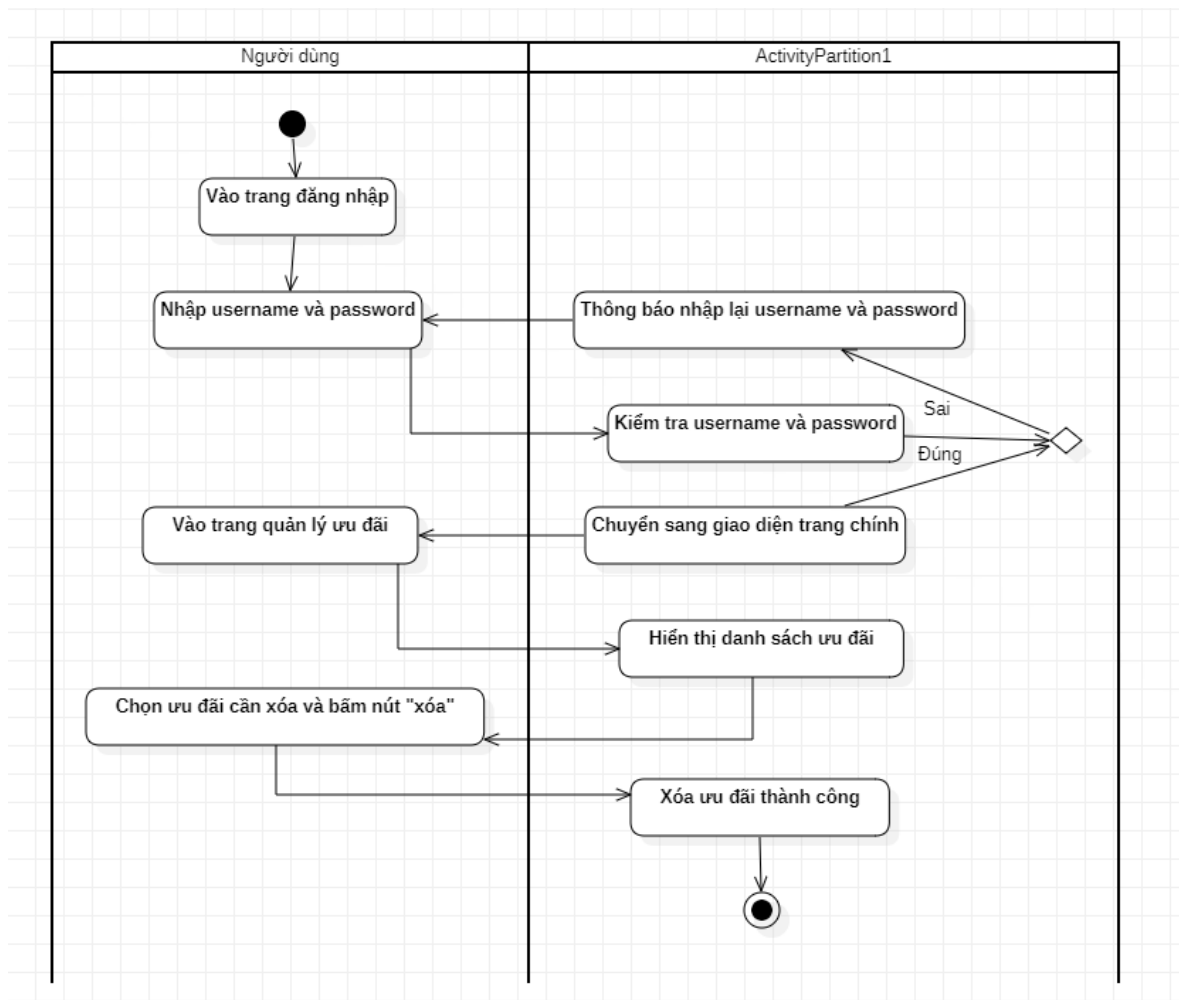 Người dùng
ActivityPartition1
Vào trang đăng nhập
Nhập username và password
Thông báo nhập lại username và password
Sai
Kiểm tra username và password
Đúng
Vào trang quản lý ưu đãi
Chuyển sang giao diện trang chính
Hiển thị danh sách ưu đãi
Chọn ưu đãi cần xóa và bấm nút "xóa"
Xóa ưu đãi thành công